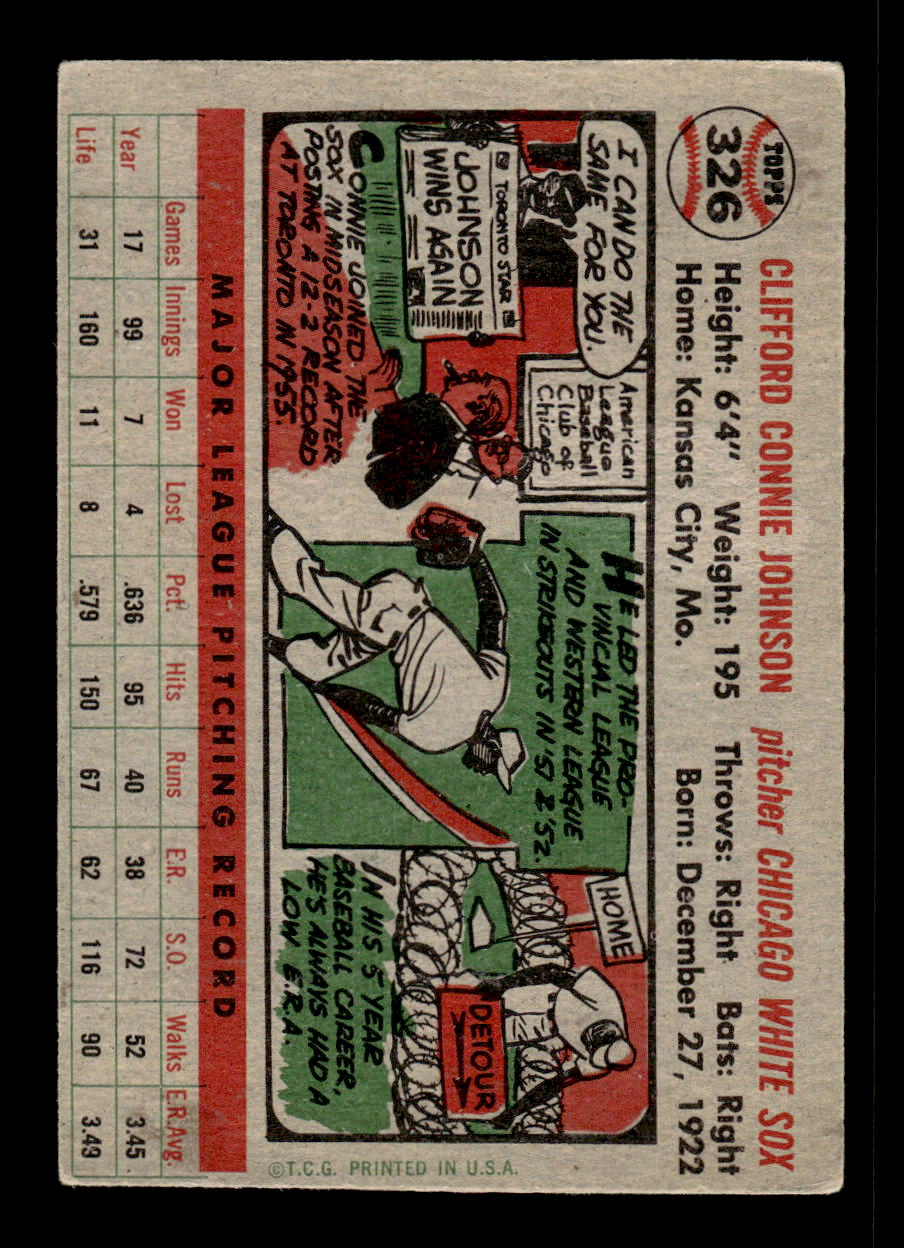 TOPPS
326
CLIFFORD CONNIE JOHNSON pitcher CHICAGO WHITE SOX
Height: 6'4" Weight: 195 Throws: Right Bats: Right
Home: Kansas City, Mo. Born: December 27, 1922
I CAN DO THE
SAME FOR YOU.
American
League
Baseball
Club of
Chicago
TORONTO STAR
JOHNSON
WINS AGAIN
CONNIE JOINED THE
SOX IN MIDSEASON AFTER
POSTING A 12-2 RECORD
AT TORONTO IN 1955.
HE LED THE PRO-
VINCIAL LEAGUE
AND WESTERN LEAGUE
IN STRIKEOUTS IN '51 & '52.
HOME
DETOUR
IN HIS 5 YEAR
BASEBALL CAREER,
HE'S ALWAYS HAD A
LOW E.R.A.
©T.C.G. PRINTED IN U.S.A.
MAJOR LEAGUE PITCHING RECORD
Games Innings Won Lost Pct. Hits Runs E.R. S.O. Walks E.R.Avg.
Year 17 99 7 4 .636 95 40 38 72 52 3.45
Life 31 160 11 8 .579 150 67 62 116 90 3.49